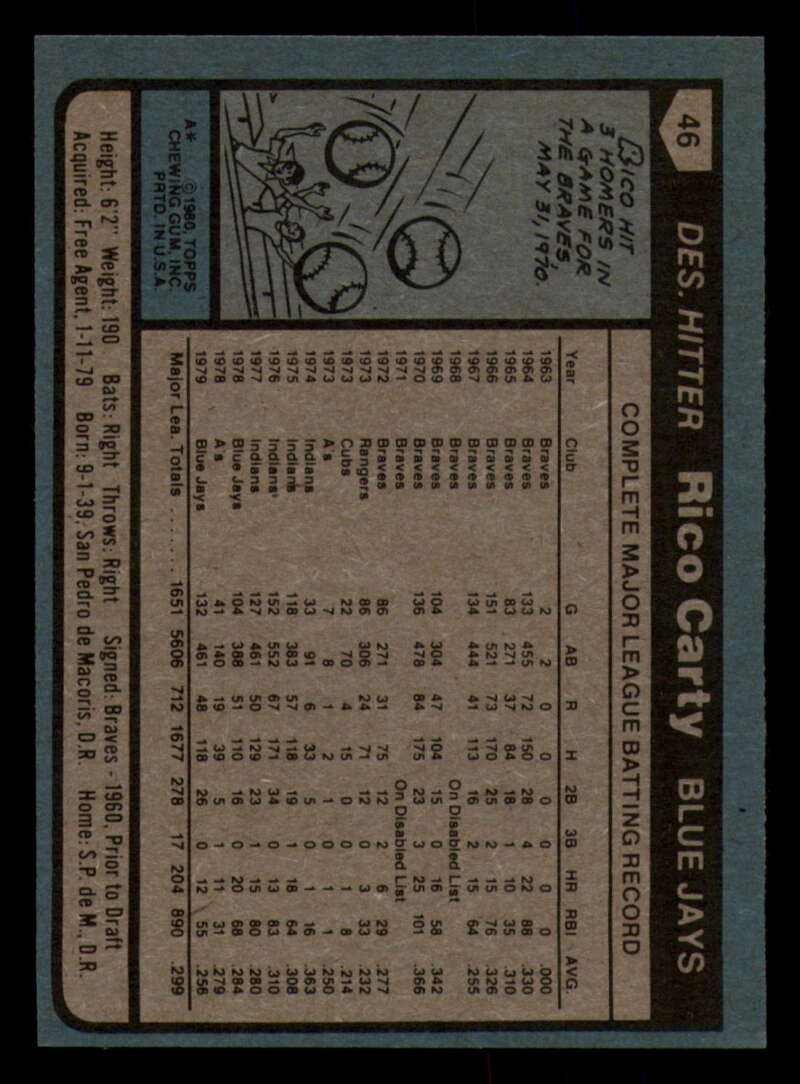 46 DES. HITTER Rico Carty BLUE JAYS
RICO HIT
3 HOMERS IN
A GAME FOR
THE BRAVES,
MAY 31, 1970.
A* © 1980, TOPPS
CHEWING GUM, INC.
PRTD. IN U.S.A.
COMPLETE MAJOR LEAGUE BATTING RECORD
Year Club G AB R H 2B 3B HR RBI AVG.
1963 Braves 2 2 0 0 0 0 0 0 .000
1964 Braves 133 455 72 150 28 4 22 88 .330
1965 Braves 83 271 37 84 18 1 10 35 .310
1966 Braves 151 521 73 170 25 2 15 76 .326
1967 Braves 134 444 41 113 16 2 15 64 .255
1968 Braves On Disabled List
1969 Braves 104 304 47 104 15 0 16 58 .342
1970 Braves 136 478 84 175 23 3 25 101 .366
1971 Braves On Disabled List
1972 Braves 86 271 31 75 12 2 6 29 .277
1973 Rangers 86 306 24 71 12 0 3 33 .232
1973 Cubs 22 70 4 15 0 0 1 8 .214
1973 A's 7 8 1 2 1 0 1 1 .250
1974 Indians 33 91 6 33 5 0 1 16 .363
1975 Indians 118 383 57 118 19 1 18 64 .308
1976 Indians 152 552 67 171 34 0 13 83 .310
1977 Indians 127 461 50 129 23 1 15 80 .280
1978 Blue Jays 104 388 51 110 16 0 20 68 .284
1978 A's 41 140 19 39 5 1 11 31 .279
1979 Blue Jays 132 461 48 118 26 0 12 55 .256
Major Lea. Totals ........ 1651 5606 712 1677 278 17 204 890 .299
Height: 6'2" Weight: 190 Bats: Right Throws: Right Signed: Braves - 1960, Prior to Draft
Acquired: Free Agent, 1-11-79 Born: 9-1-39, San Pedro de Macoris, D.R. Home: S.P. de M., D.R.